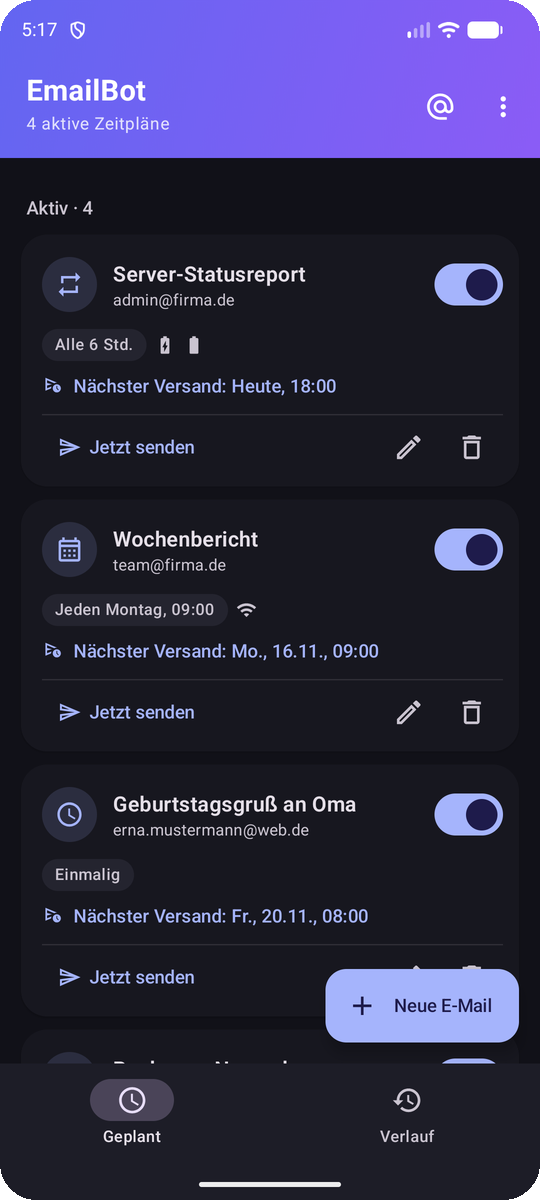 5:17
EmailBot
4 aktive Zeitpläne
Aktiv · 4
Server-Statusreport
admin@firma.de
Alle 6 Std.
Nächster Versand: Heute, 18:00
Jetzt senden
Wochenbericht
team@firma.de
Jeden Montag, 09:00
Nächster Versand: Mo., 16.11., 09:00
Jetzt senden
Geburtstagsgruß an Oma
erna.mustermann@web.de
Einmalig
Nächster Versand: Fr., 20.11., 08:00
Jetzt senden
Neue E-Mail
Geplant
Verlauf